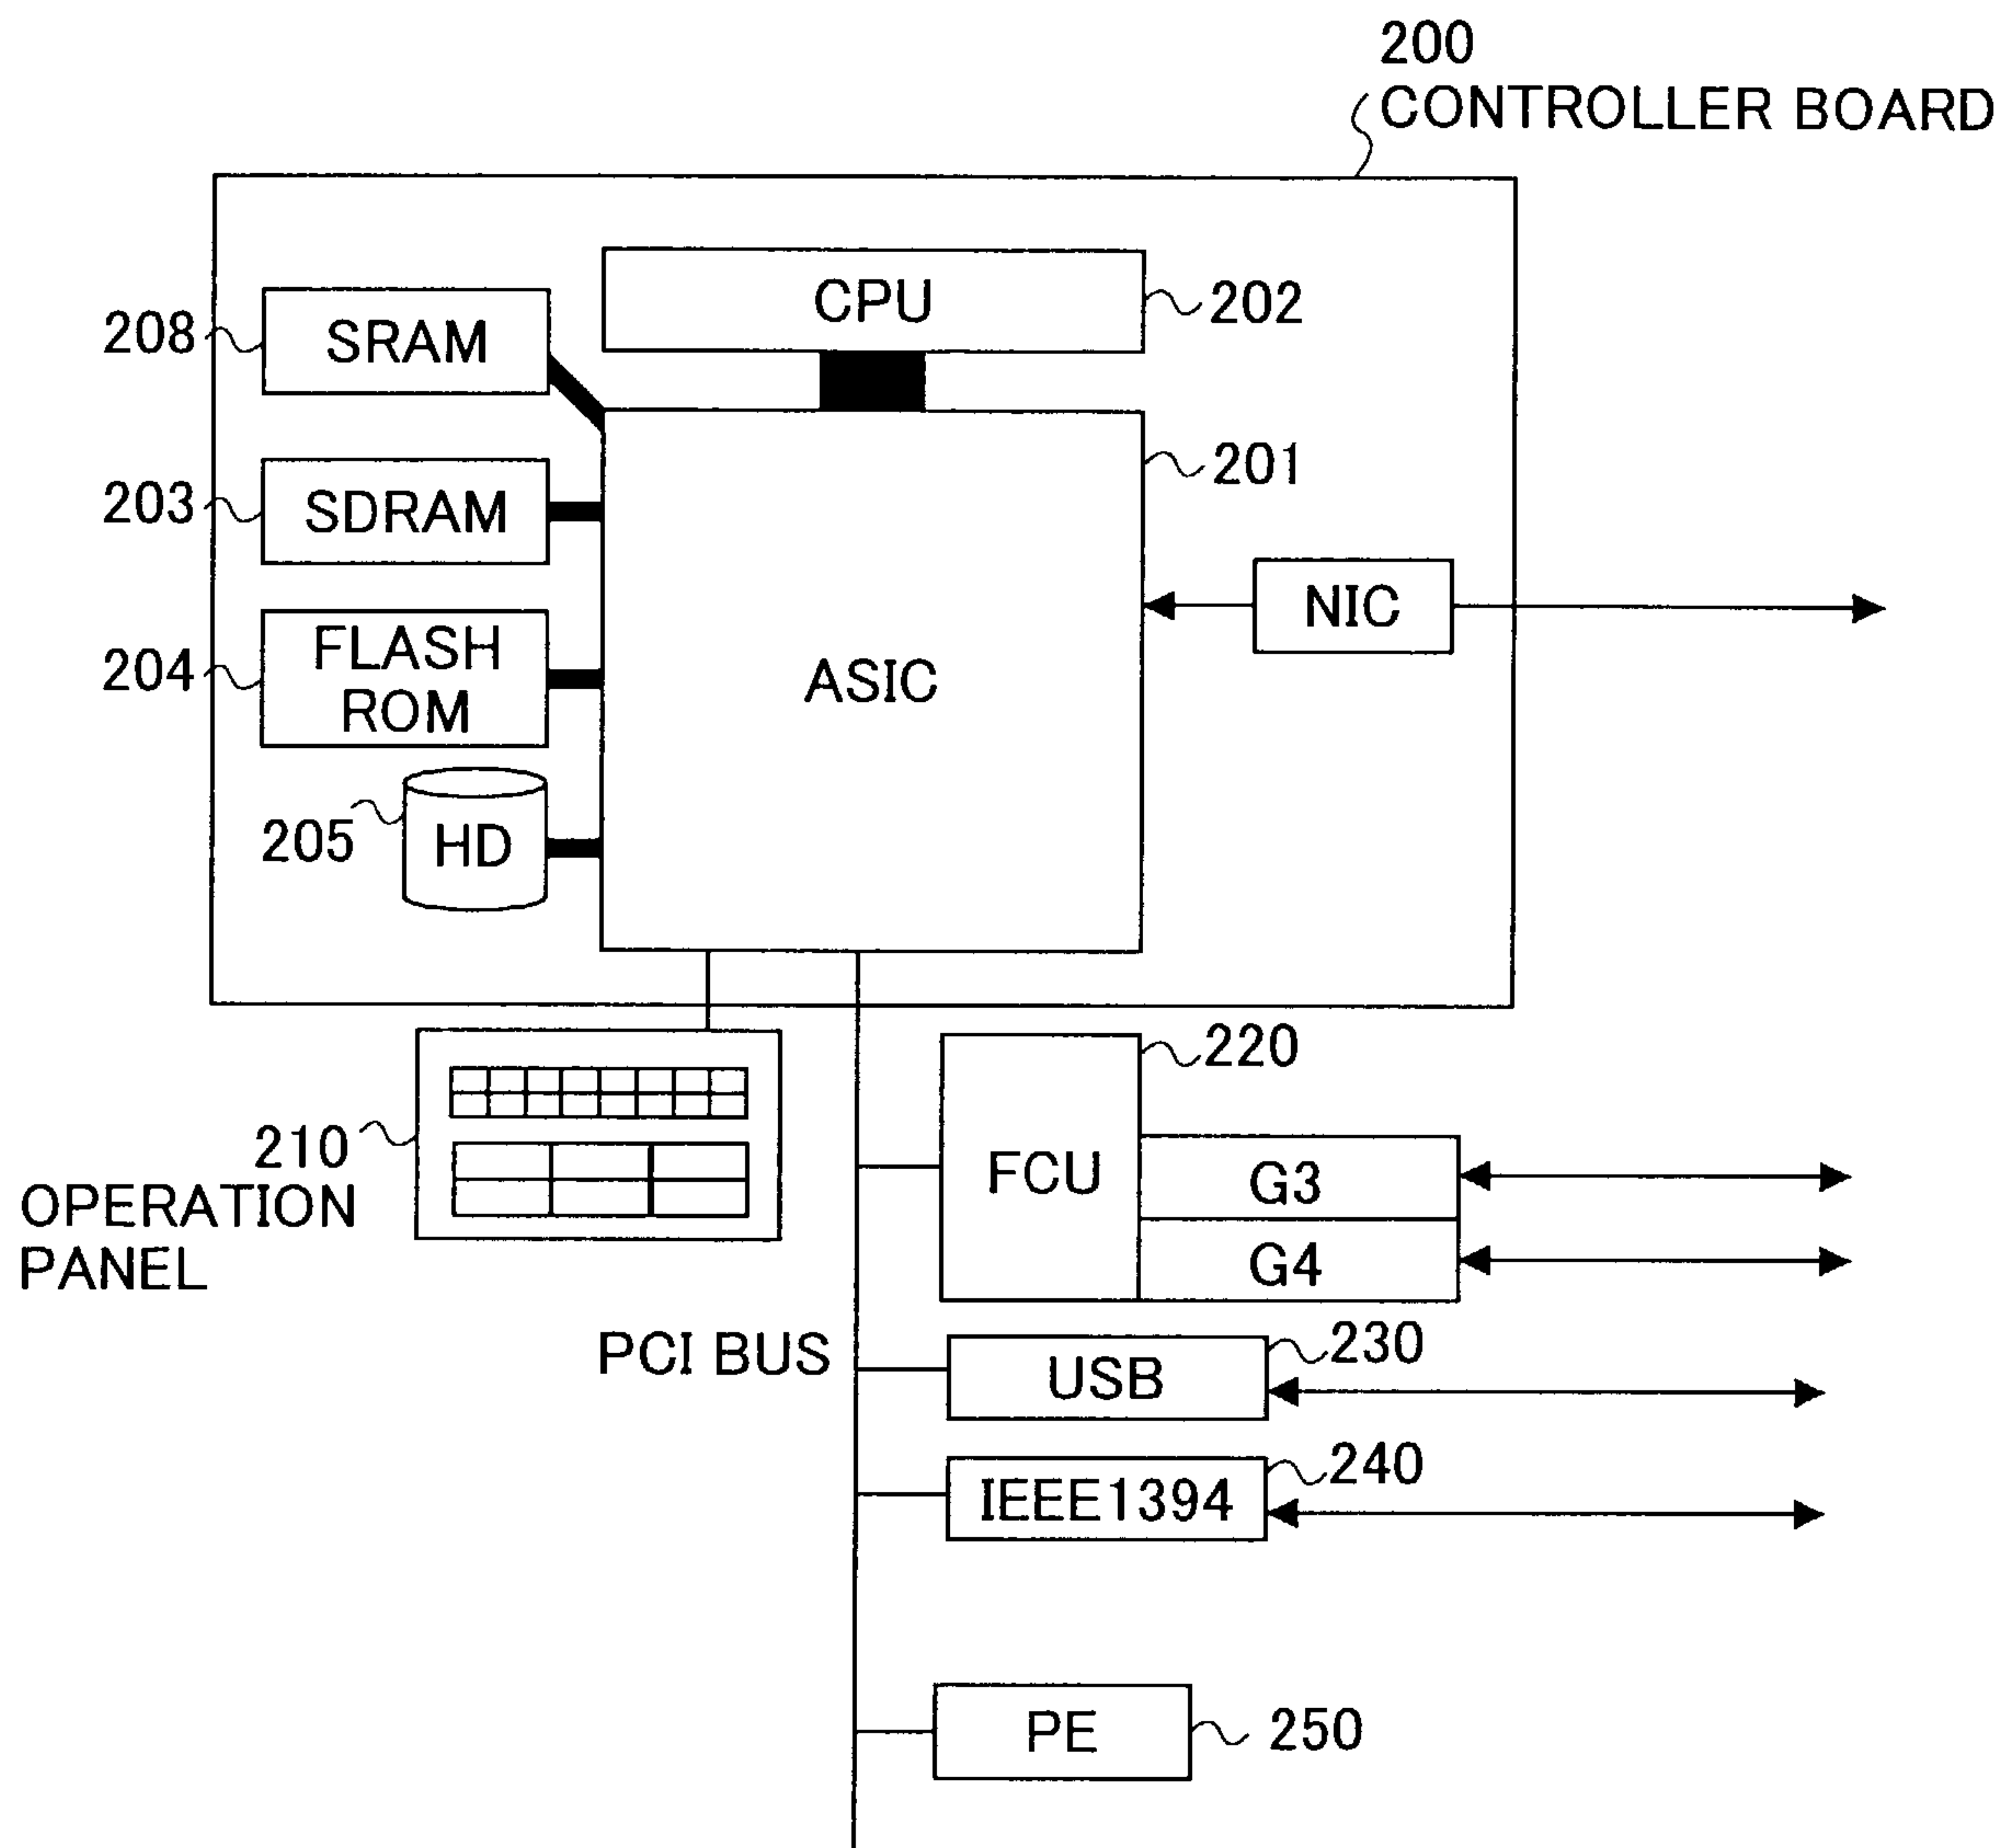 200
CONTROLLER BOARD
CPU
202
208
SRAM
201
203
SDRAM
NIC
204
FLASH
ROM
ASIC
205
HD
220
210
OPERATION
PANEL
FCU
G3
G4
PCI BUS
230
USB
240
IEEE1394
PE
250